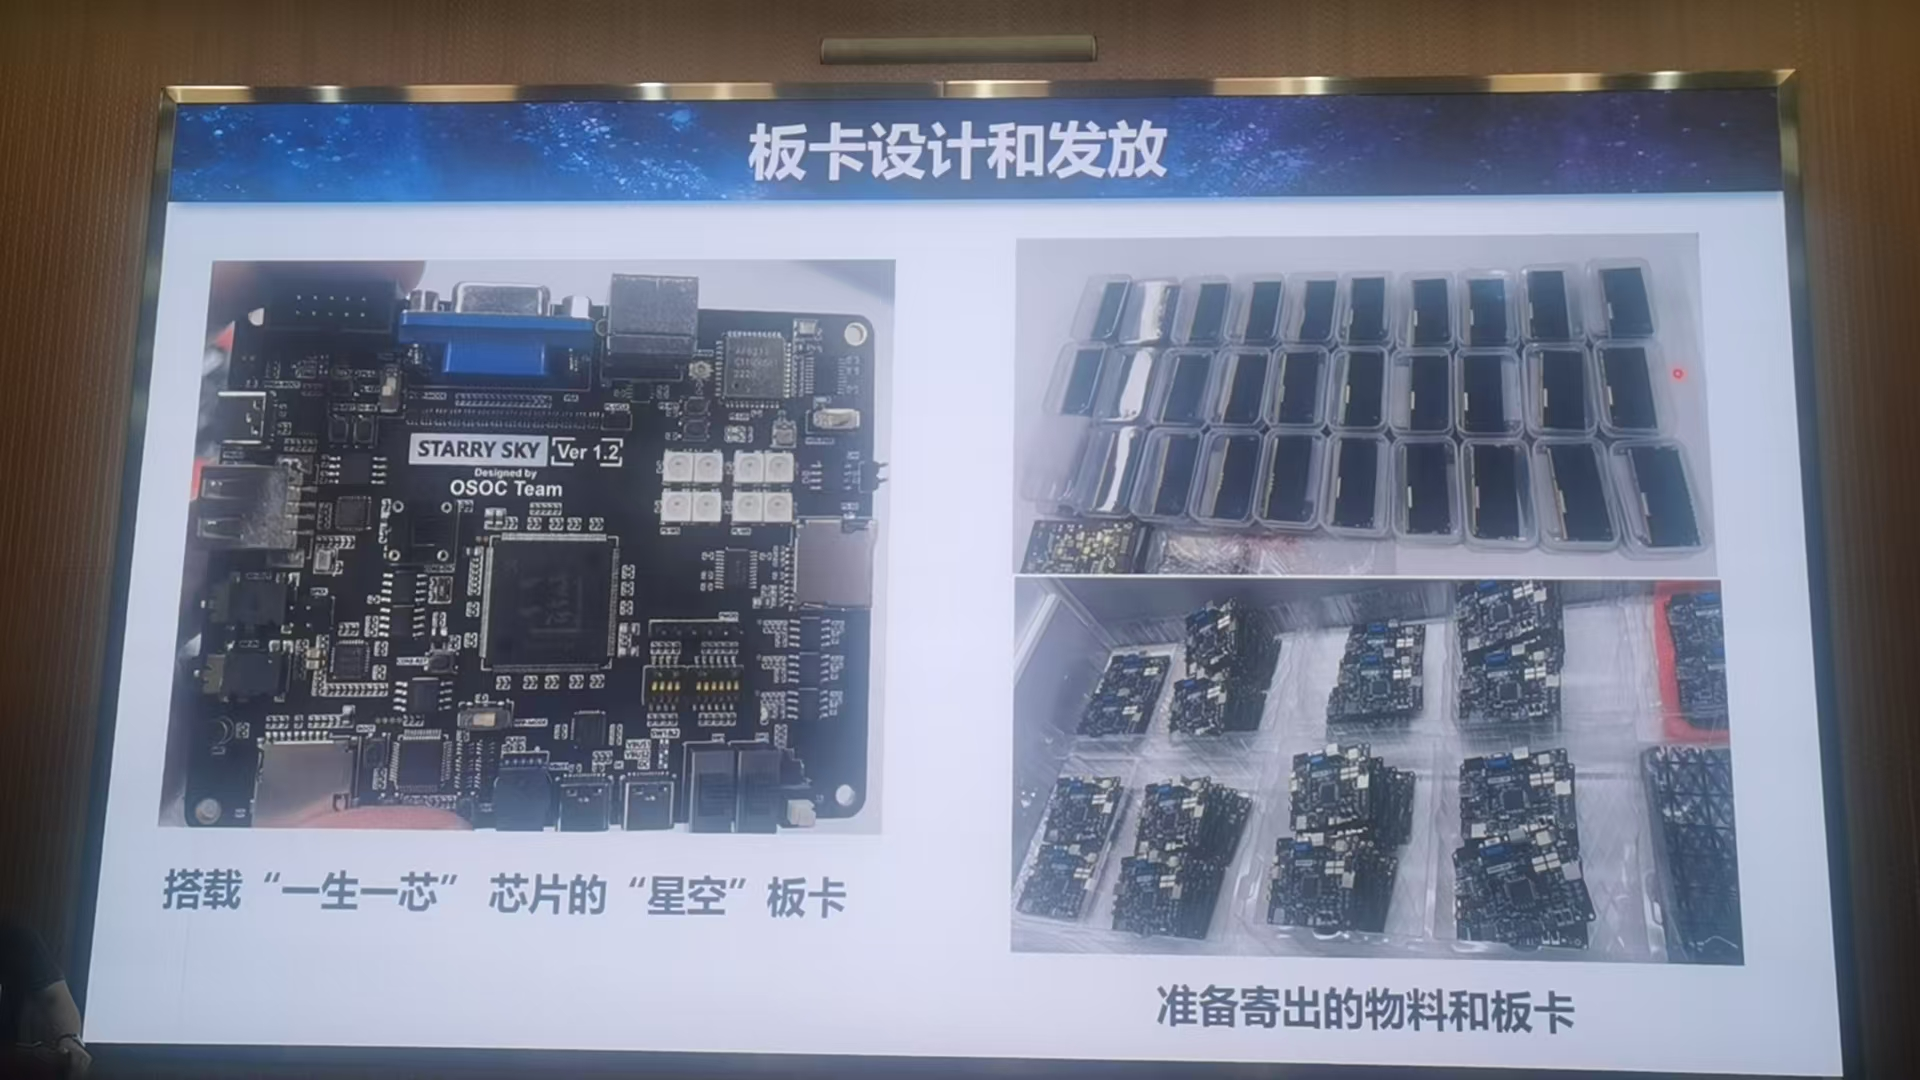 板卡设计和发放
STARRY SKY Ver 1.2
Designed by
OSOC Team
搭载“一生一芯” 芯片的“星空”板卡
准备寄出的物料和板卡